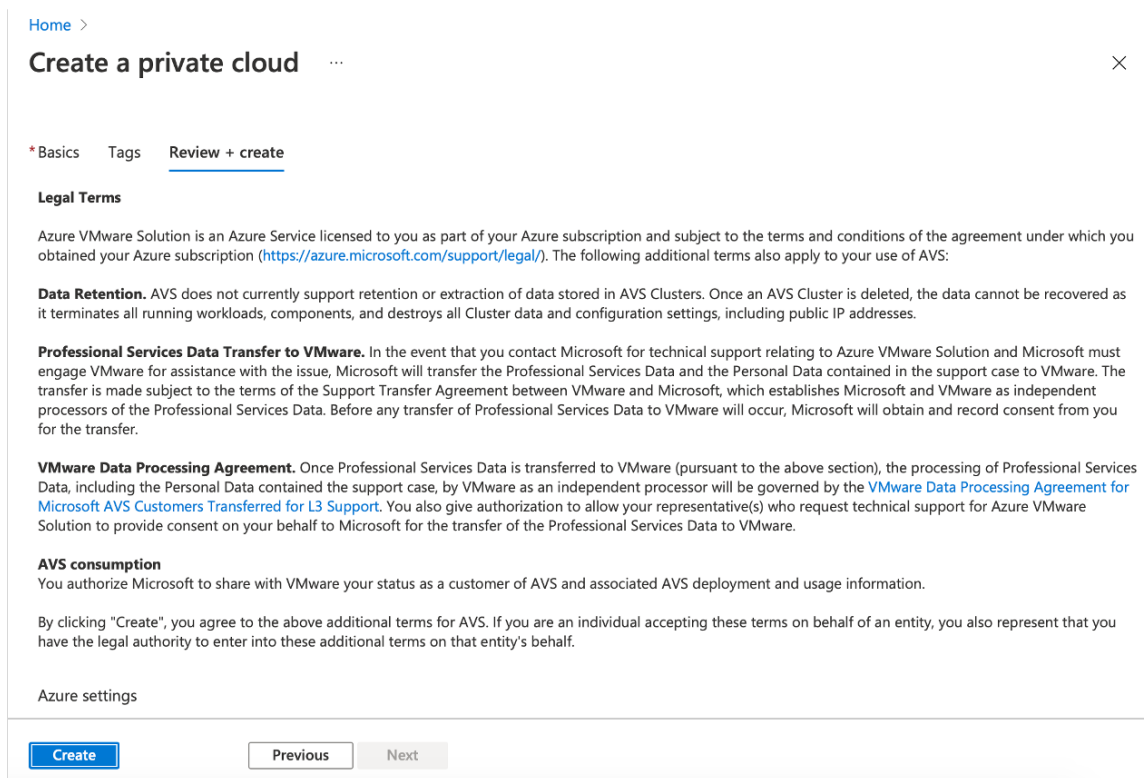 Home >
Create a private cloud ...
* Basics Tags Review + create
Legal Terms
Azure VMware Solution is an Azure Service licensed to you as part of your Azure subscription and subject to the terms and conditions of the agreement under which you
obtained your Azure subscription (https://azure.microsoft.com/support/legal/). The following additional terms also apply to your use of AVS:
Data Retention. AVS does not currently support retention or extraction of data stored in AVS Clusters. Once an AVS Cluster is deleted, the data cannot be recovered as
it terminates all running workloads, components, and destroys all Cluster data and configuration settings, including public IP addresses.
Professional Services Data Transfer to VMware. In the event that you contact Microsoft for technical support relating to Azure VMware Solution and Microsoft must
engage VMware for assistance with the issue, Microsoft will transfer the Professional Services Data and the Personal Data contained in the support case to VMware. The
transfer is made subject to the terms of the Support Transfer Agreement between VMware and Microsoft, which establishes Microsoft and VMware as independent
processors of the Professional Services Data. Before any transfer of Professional Services Data to VMware will occur, Microsoft will obtain and record consent from you
for the transfer.
VMware Data Processing Agreement. Once Professional Services Data is transferred to VMware (pursuant to the above section), the processing of Professional Services
Data, including the Personal Data contained the support case, by VMware as an independent processor will be governed by the VMware Data Processing Agreement for
Microsoft AVS Customers Transferred for L3 Support. You also give authorization to allow your representative(s) who request technical support for Azure VMware
Solution to provide consent on your behalf to Microsoft for the transfer of the Professional Services Data to VMware.
AVS consumption
You authorize Microsoft to share with VMware your status as a customer of AVS and associated AVS deployment and usage information.
By clicking "Create", you agree to the above additional terms for AVS. If you are an individual accepting these terms on behalf of an entity, you also represent that you
have the legal authority to enter into these additional terms on that entity's behalf.
Azure settings
Create Previous Next